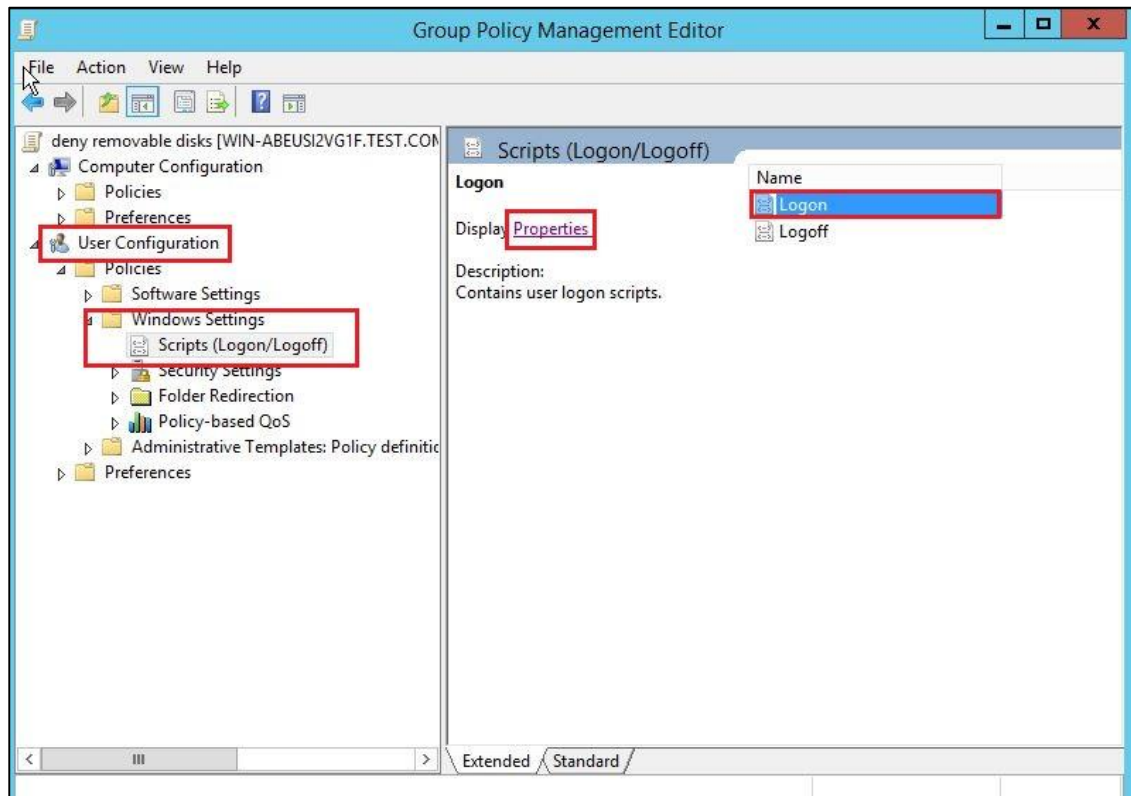 Group Policy Management Editor
File Action View Help
deny removable disks [WIN-ABEUSI2VG1F.TEST.COM
Computer Configuration
Policies
Preferences
User Configuration
Policies
Software Settings
Windows Settings
Scripts (Logon/Logoff)
Security Settings
Folder Redirection
Policy-based QoS
Administrative Templates: Policy definitic
Preferences
Scripts (Logon/Logoff)
Logon
Display Properties
Description:
Contains user logon scripts.
Name
Logon
Logoff
Extended Standard